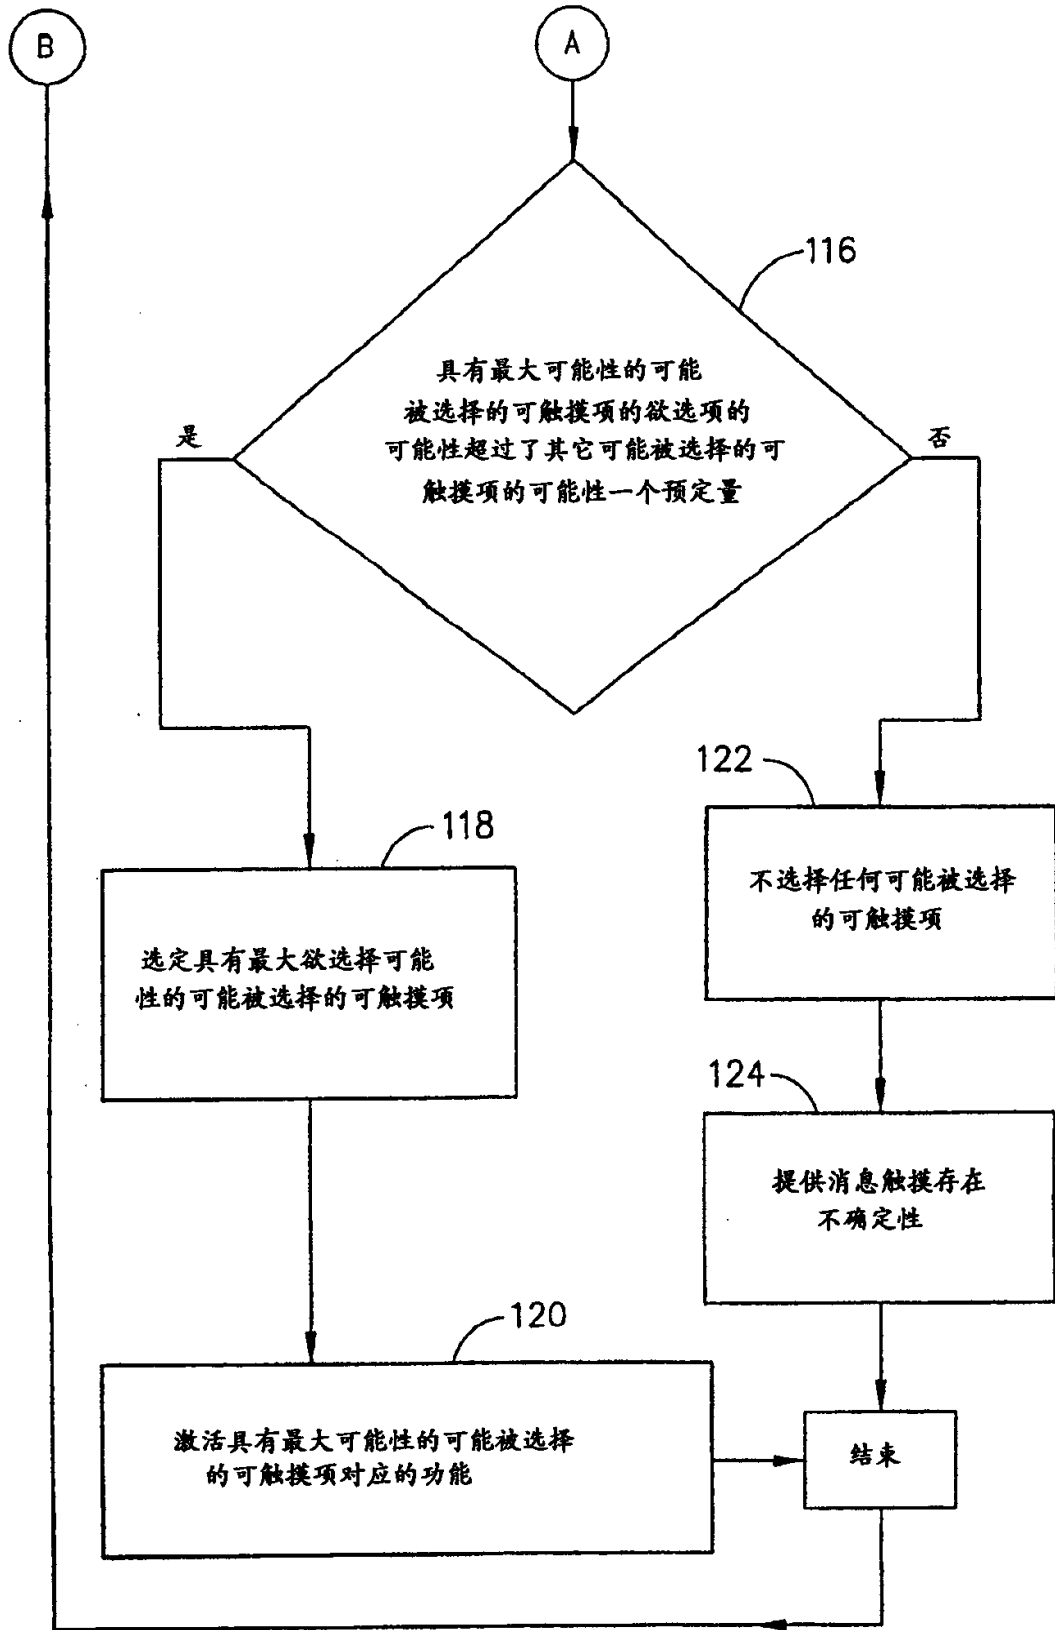 B
A
116
具有最大可能性的可能
被选择的可触摸项的欲选项的
可能性超过了其它可能被选择的可
触摸项的可能性一个预定量
是
否
122
118
不选择任何可能被选择
的可触摸项
选定具有最大欲选择可能
性的可能被选择的可触摸项
124
提供消息触摸存在
不确定性
120
激活具有最大可能性的可能被选择
的可触摸项对应的功能
结束